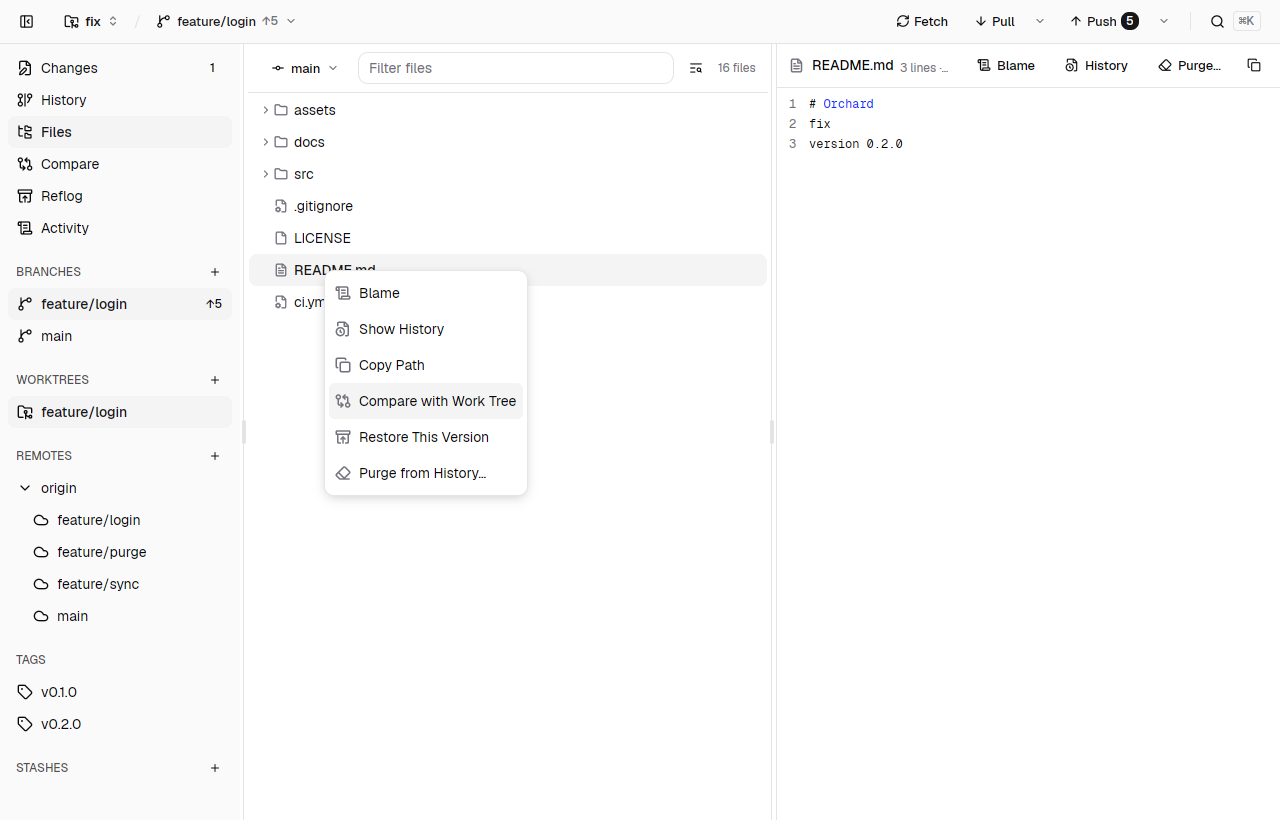 fix / feature/login ↑5
Fetch Pull Push 5 ⌘K
Changes 1
History
Files
Compare
Reflog
Activity
BRANCHES +
feature/login ↑5
main
WORKTREES +
feature/login
REMOTES +
origin
feature/login
feature/purge
feature/sync
main
TAGS
v0.1.0
v0.2.0
STASHES +
main Filter files 16 files
assets
docs
src
.gitignore
LICENSE
README.md
ci.ym
Blame
Show History
Copy Path
Compare with Work Tree
Restore This Version
Purge from History...
README.md 3 lines ·... Blame History Purge...
1 # Orchard
2 fix
3 version 0.2.0